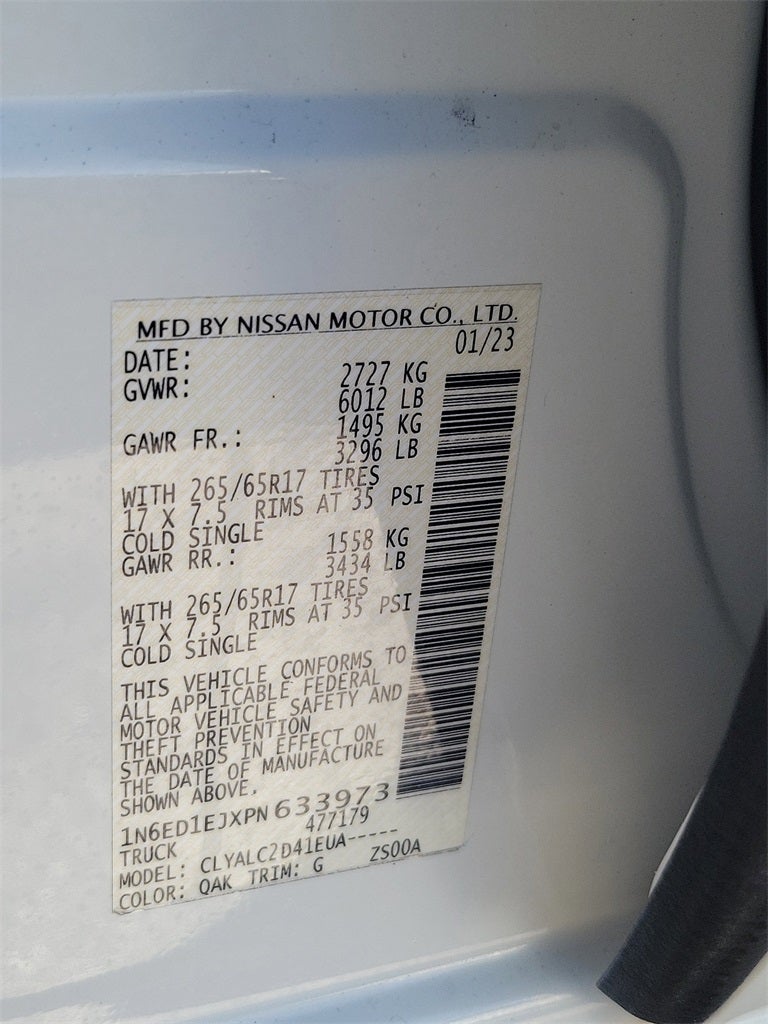 MFD BY NISSAN MOTOR CO., LTD.
DATE: 01/23
GVWR: 2727 KG
6012 LB
GAWR FR.: 1495 KG
3296 LB
WITH 265/65R17 TIRES
17 X 7.5 RIMS AT 35 PSI
COLD SINGLE
GAWR RR.: 1558 KG
3434 LB
WITH 265/65R17 TIRES
17 X 7.5 RIMS AT 35 PSI
COLD SINGLE
THIS VEHICLE CONFORMS TO
ALL APPLICABLE FEDERAL
MOTOR VEHICLE SAFETY AND
THEFT PREVENTION
STANDARDS IN EFFECT ON
THE DATE OF MANUFACTURE
SHOWN ABOVE.
1N6ED1EJXPN 633973
TRUCK 477179
MODEL: CLYALC2D41EUA-----
COLOR: QAK TRIM: G ZS00A